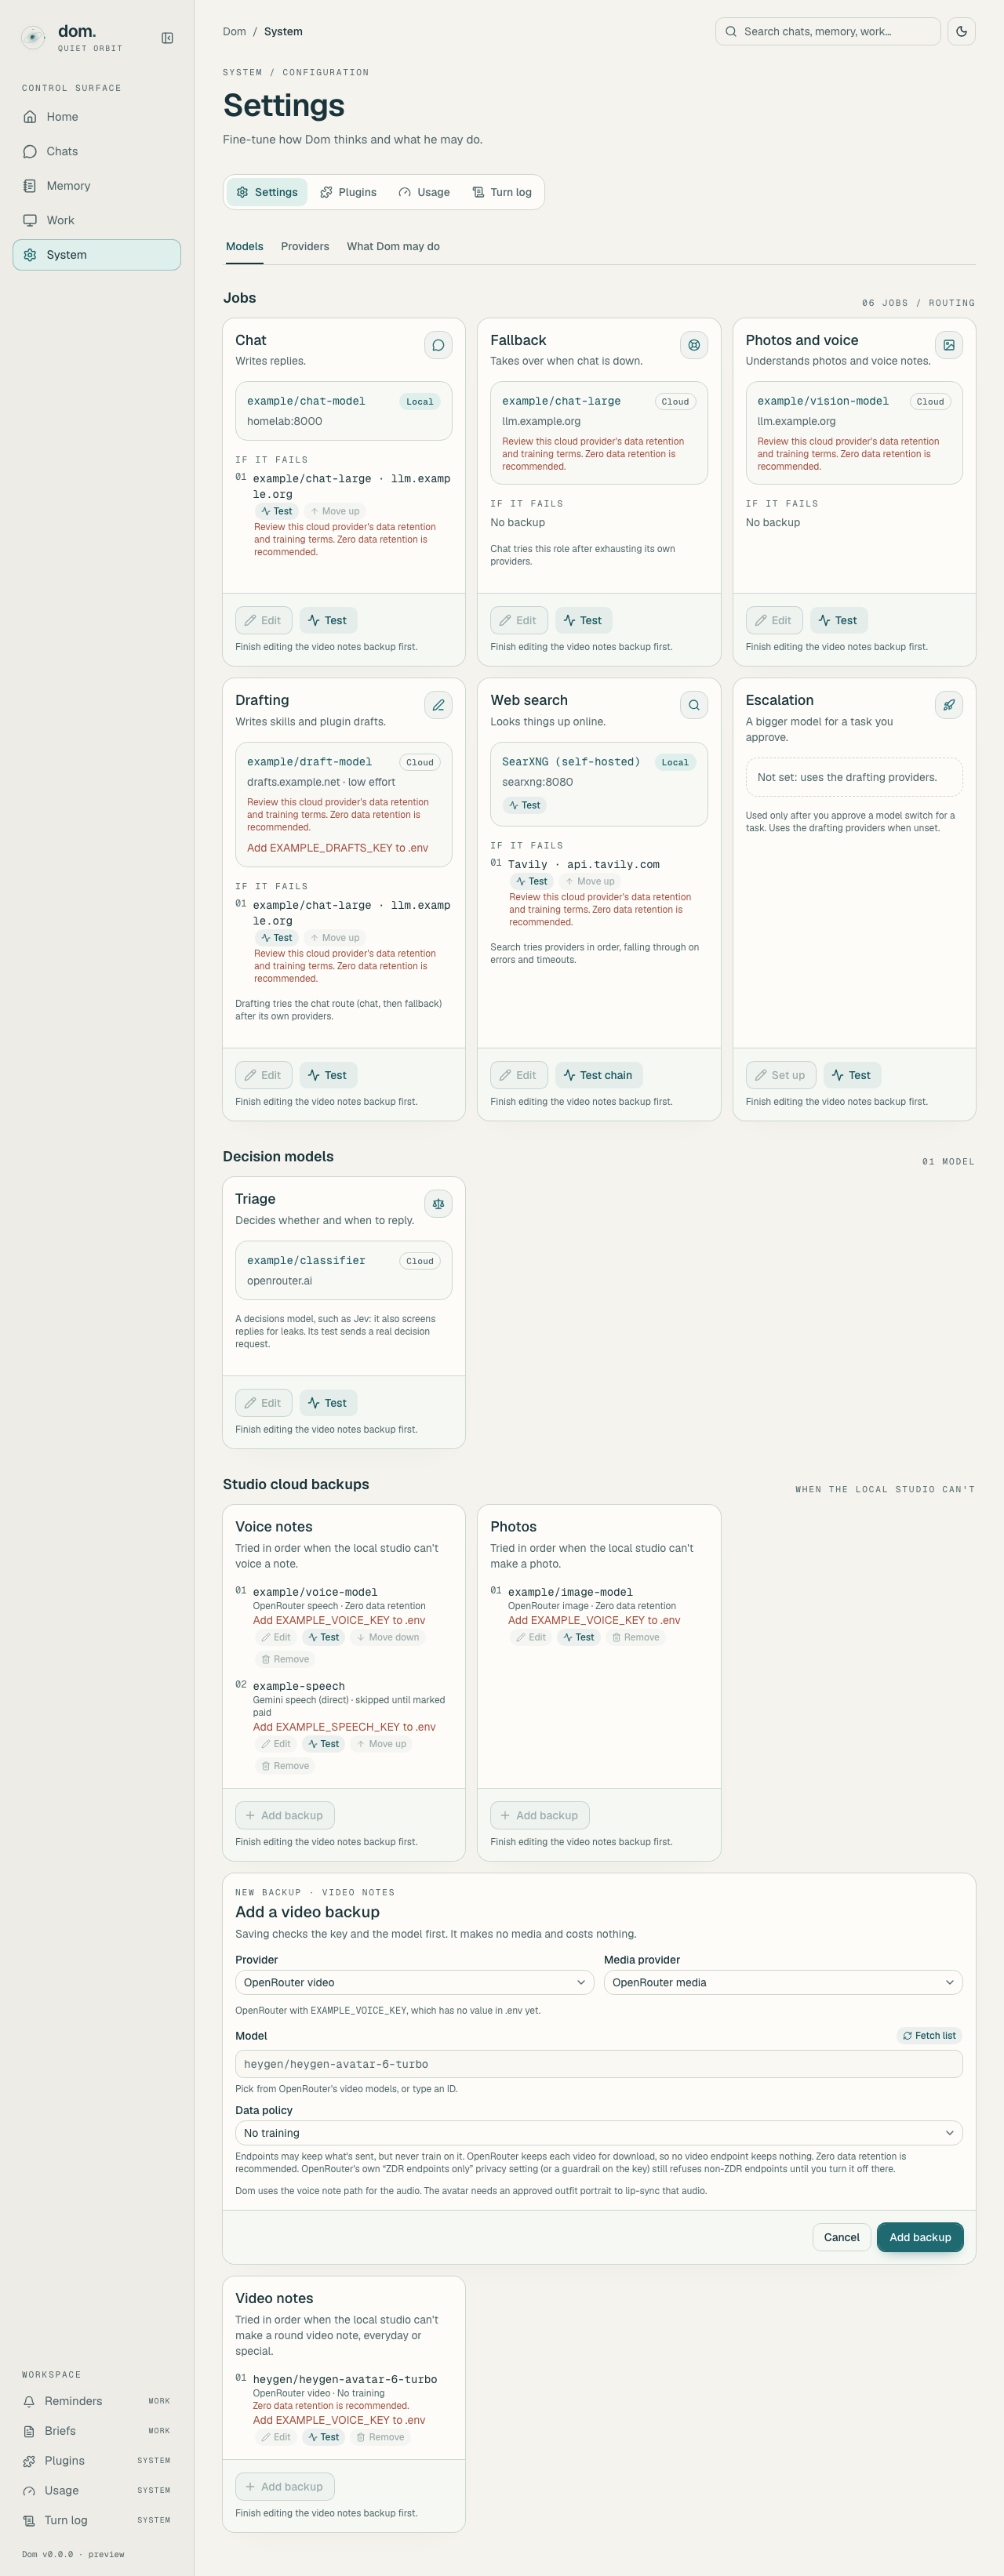 dom.
QUIET ORBIT
CONTROL SURFACE
Home
Chats
Memory
Work
System
WORKSPACE
Reminders WORK
Briefs WORK
Plugins SYSTEM
Usage SYSTEM
Turn log SYSTEM
Dom v0.0.0 · preview
Dom / System
Search chats, memory, work...
SYSTEM / CONFIGURATION
Settings
Fine-tune how Dom thinks and what he may do.
Settings Plugins Usage Turn log
Models Providers What Dom may do
Jobs
06 JOBS / ROUTING
Chat
Writes replies.
example/chat-model Local
homelab:8000
IF IT FAILS
01 example/chat-large · llm.examp
le.org
Test Move up
Review this cloud provider's data retention
and training terms. Zero data retention is
recommended.
Edit Test
Finish editing the video notes backup first.
Fallback
Takes over when chat is down.
example/chat-large Cloud
llm.example.org
Review this cloud provider's data retention
and training terms. Zero data retention is
recommended.
IF IT FAILS
No backup
Chat tries this role after exhausting its own
providers.
Edit Test
Finish editing the video notes backup first.
Photos and voice
Understands photos and voice notes.
example/vision-model Cloud
llm.example.org
Review this cloud provider's data retention
and training terms. Zero data retention is
recommended.
IF IT FAILS
No backup
Edit Test
Finish editing the video notes backup first.
Drafting
Writes skills and plugin drafts.
example/draft-model Cloud
drafts.example.net · low effort
Review this cloud provider's data retention
and training terms. Zero data retention is
recommended.
Add EXAMPLE_DRAFTS_KEY to .env
IF IT FAILS
01 example/chat-large · llm.examp
le.org
Test Move up
Review this cloud provider's data retention
and training terms. Zero data retention is
recommended.
Drafting tries the chat route (chat, then fallback)
after its own providers.
Edit Test
Finish editing the video notes backup first.
Web search
Looks things up online.
SearXNG (self-hosted) Local
searxng:8080
Test
IF IT FAILS
01 Tavily · api.tavily.com
Test Move up
Review this cloud provider's data retention
and training terms. Zero data retention is
recommended.
Search tries providers in order, falling through on
errors and timeouts.
Edit Test chain
Finish editing the video notes backup first.
Escalation
A bigger model for a task you
approve.
Not set: uses the drafting providers.
Used only after you approve a model switch for a
task. Uses the drafting providers when unset.
Set up Test
Finish editing the video notes backup first.
Decision models
01 MODEL
Triage
Decides whether and when to reply.
example/classifier Cloud
openrouter.ai
A decisions model, such as Jev: it also screens
replies for leaks. Its test sends a real decision
request.
Edit Test
Finish editing the video notes backup first.
Studio cloud backups
WHEN THE LOCAL STUDIO CAN'T
Voice notes
Tried in order when the local studio can't
voice a note.
01 example/voice-model
OpenRouter speech · Zero data retention
Add EXAMPLE_VOICE_KEY to .env
Edit Test Move down
Remove
02 example-speech
Gemini speech (direct) · skipped until marked
paid
Add EXAMPLE_SPEECH_KEY to .env
Edit Test Move up
Remove
Add backup
Finish editing the video notes backup first.
Photos
Tried in order when the local studio can't
make a photo.
01 example/image-model
OpenRouter image · Zero data retention
Add EXAMPLE_VOICE_KEY to .env
Edit Test Remove
Add backup
Finish editing the video notes backup first.
NEW BACKUP · VIDEO NOTES
Add a video backup
Saving checks the key and the model first. It makes no media and costs nothing.
Provider Media provider
OpenRouter video OpenRouter media
OpenRouter with EXAMPLE_VOICE_KEY, which has no value in .env yet.
Model Fetch list
heygen/heygen-avatar-6-turbo
Pick from OpenRouter's video models, or type an ID.
Data policy
No training
Endpoints may keep what's sent, but never train on it. OpenRouter keeps each video for download, so no video endpoint keeps nothing. Zero data retention is
recommended. OpenRouter's own "ZDR endpoints only" privacy setting (or a guardrail on the key) still refuses non-ZDR endpoints until you turn it off there.
Dom uses the voice note path for the audio. The avatar needs an approved outfit portrait to lip-sync that audio.
Cancel Add backup
Video notes
Tried in order when the local studio can't
make a round video note, everyday or
special.
01 heygen/heygen-avatar-6-turbo
OpenRouter video · No training
Zero data retention is recommended.
Add EXAMPLE_VOICE_KEY to .env
Edit Test Remove
Add backup
Finish editing the video notes backup first.